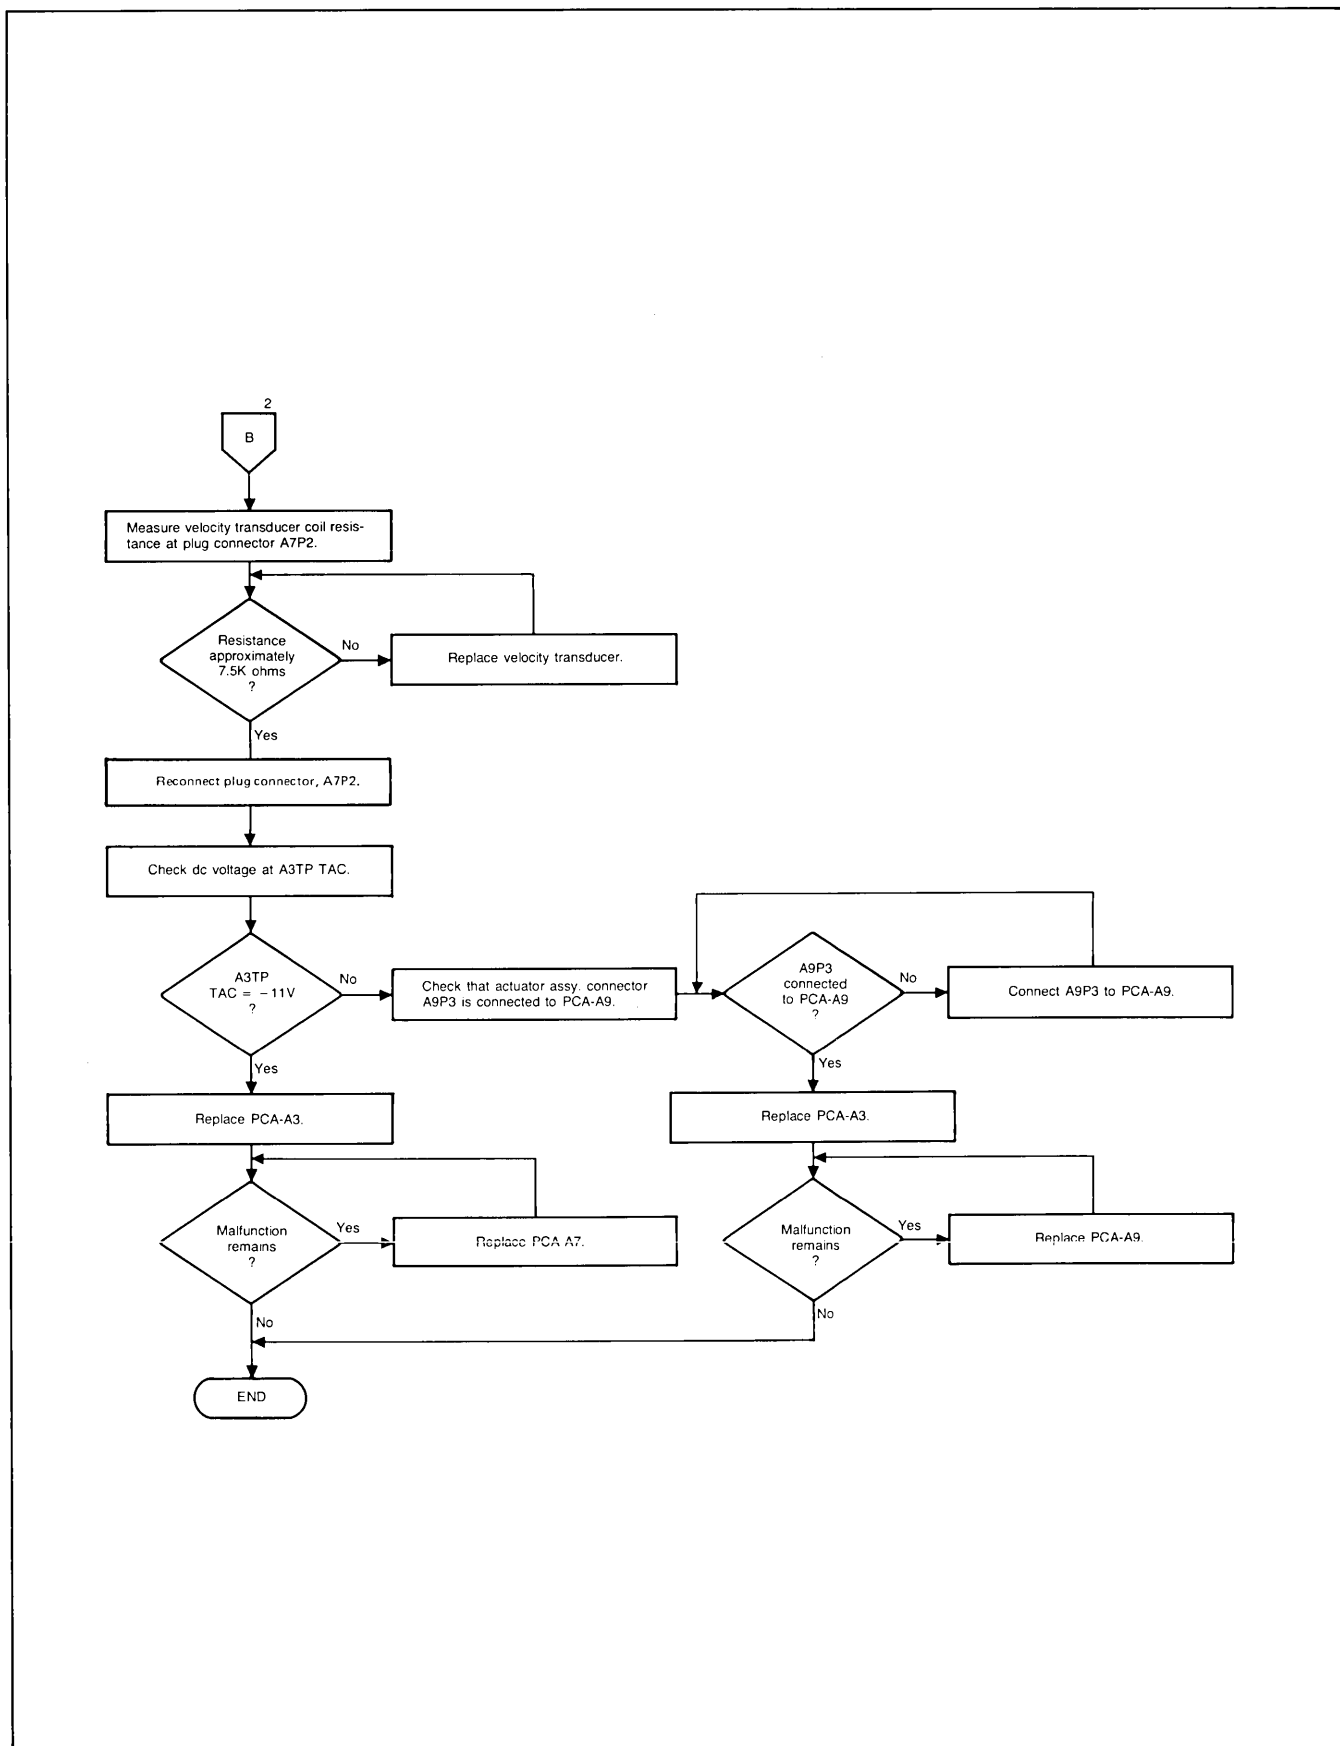 2
B
Measure velocity transducer coil resis-
tance at plug connector A7P2.
Resistance
approximately
7.5K ohms
?
No
Replace velocity transducer.
Yes
Reconnect plug connector, A7P2.
Check dc voltage at A3TP TAC.
A3TP
TAC = −11V
?
No
Check that actuator assy. connector
A9P3 is connected to PCA-A9.
A9P3
connected
to PCA-A9
?
No
Connect A9P3 to PCA-A9.
Yes
Yes
Replace PCA-A3.
Replace PCA-A3.
Malfunction
remains
?
Yes
Replace PCA A7.
Malfunction
remains
?
Yes
Replace PCA-A9.
No
No
END